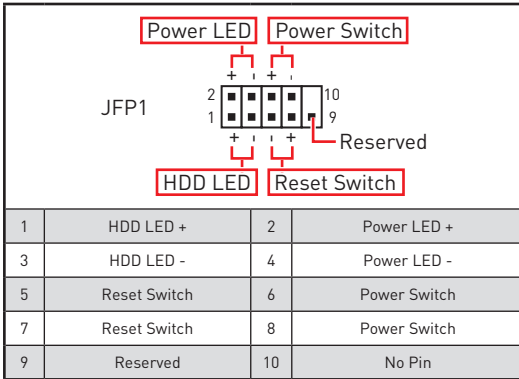 Power LED Power Switch
+ - + -
2 10
JFP1
1 9
+ - - +
Reserved
HDD LED Reset Switch
1 HDD LED + 2 Power LED +
3 HDD LED - 4 Power LED -
5 Reset Switch 6 Power Switch
7 Reset Switch 8 Power Switch
9 Reserved 10 No Pin